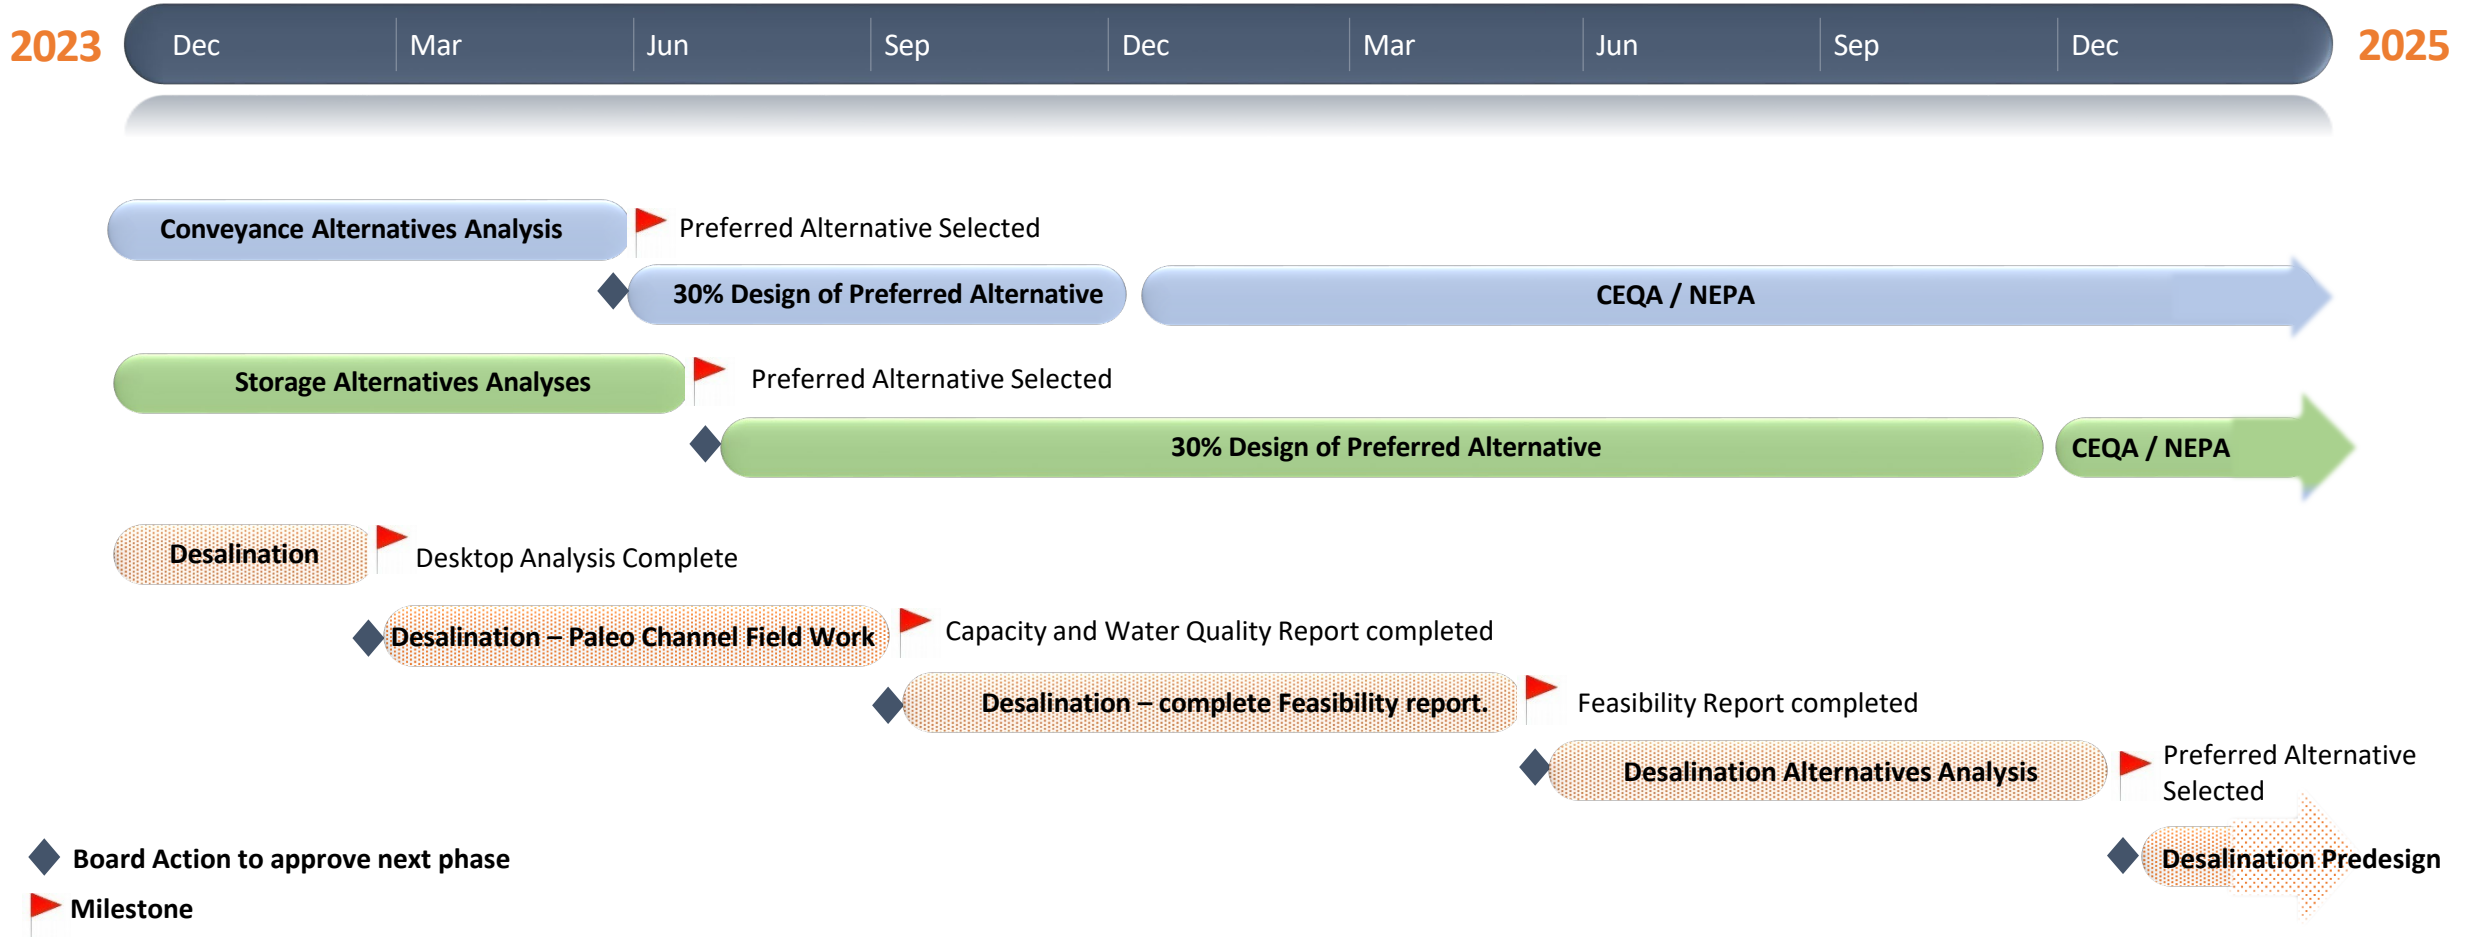 2023 Dec Mar Jun Sep Dec Mar Jun Sep Dec 2025
Conveyance Alternatives Analysis
Preferred Alternative Selected
30% Design of Preferred Alternative
CEQA / NEPA
Storage Alternatives Analyses
Preferred Alternative Selected
30% Design of Preferred Alternative
CEQA / NEPA
Desalination
Desktop Analysis Complete
Desalination – Paleo Channel Field Work
Capacity and Water Quality Report completed
Desalination – complete Feasibility report.
Feasibility Report completed
Desalination Alternatives Analysis
Preferred Alternative
Selected
Desalination Predesign
Board Action to approve next phase
Milestone